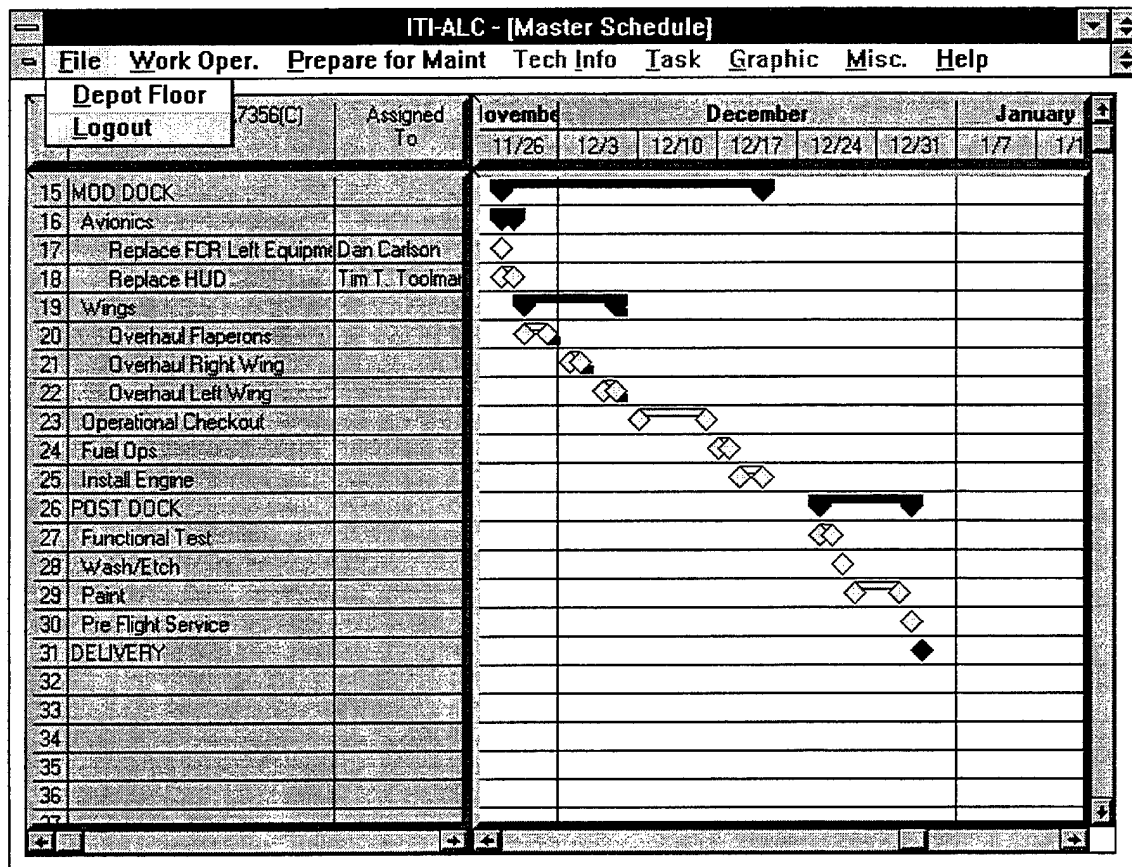 ITI-ALC - [Master Schedule]
File Work Oper. Prepare for Maint Tech Info Task Graphic Misc. Help
Depot Floor
Logout
7356(C) Assigned To
ovembe December January
11/26 12/3 12/10 12/17 12/24 12/31 1/7 1/1
15 MOD DOCK
16 Avionics
17 Replace FCR Left Equipme Dan Carlson
18 Replace HUD Tim T. Toolman
19 Wings
20 Overhaul Flaperons
21 Overhaul Right Wing
22 Overhaul Left Wing
23 Operational Checkout
24 Fuel Ops
25 Install Engine
26 POST DOCK
27 Functional Test
28 Wash/Etch
29 Paint
30 Pre Flight Service
31 DELIVERY
32
33
34
35
36
37